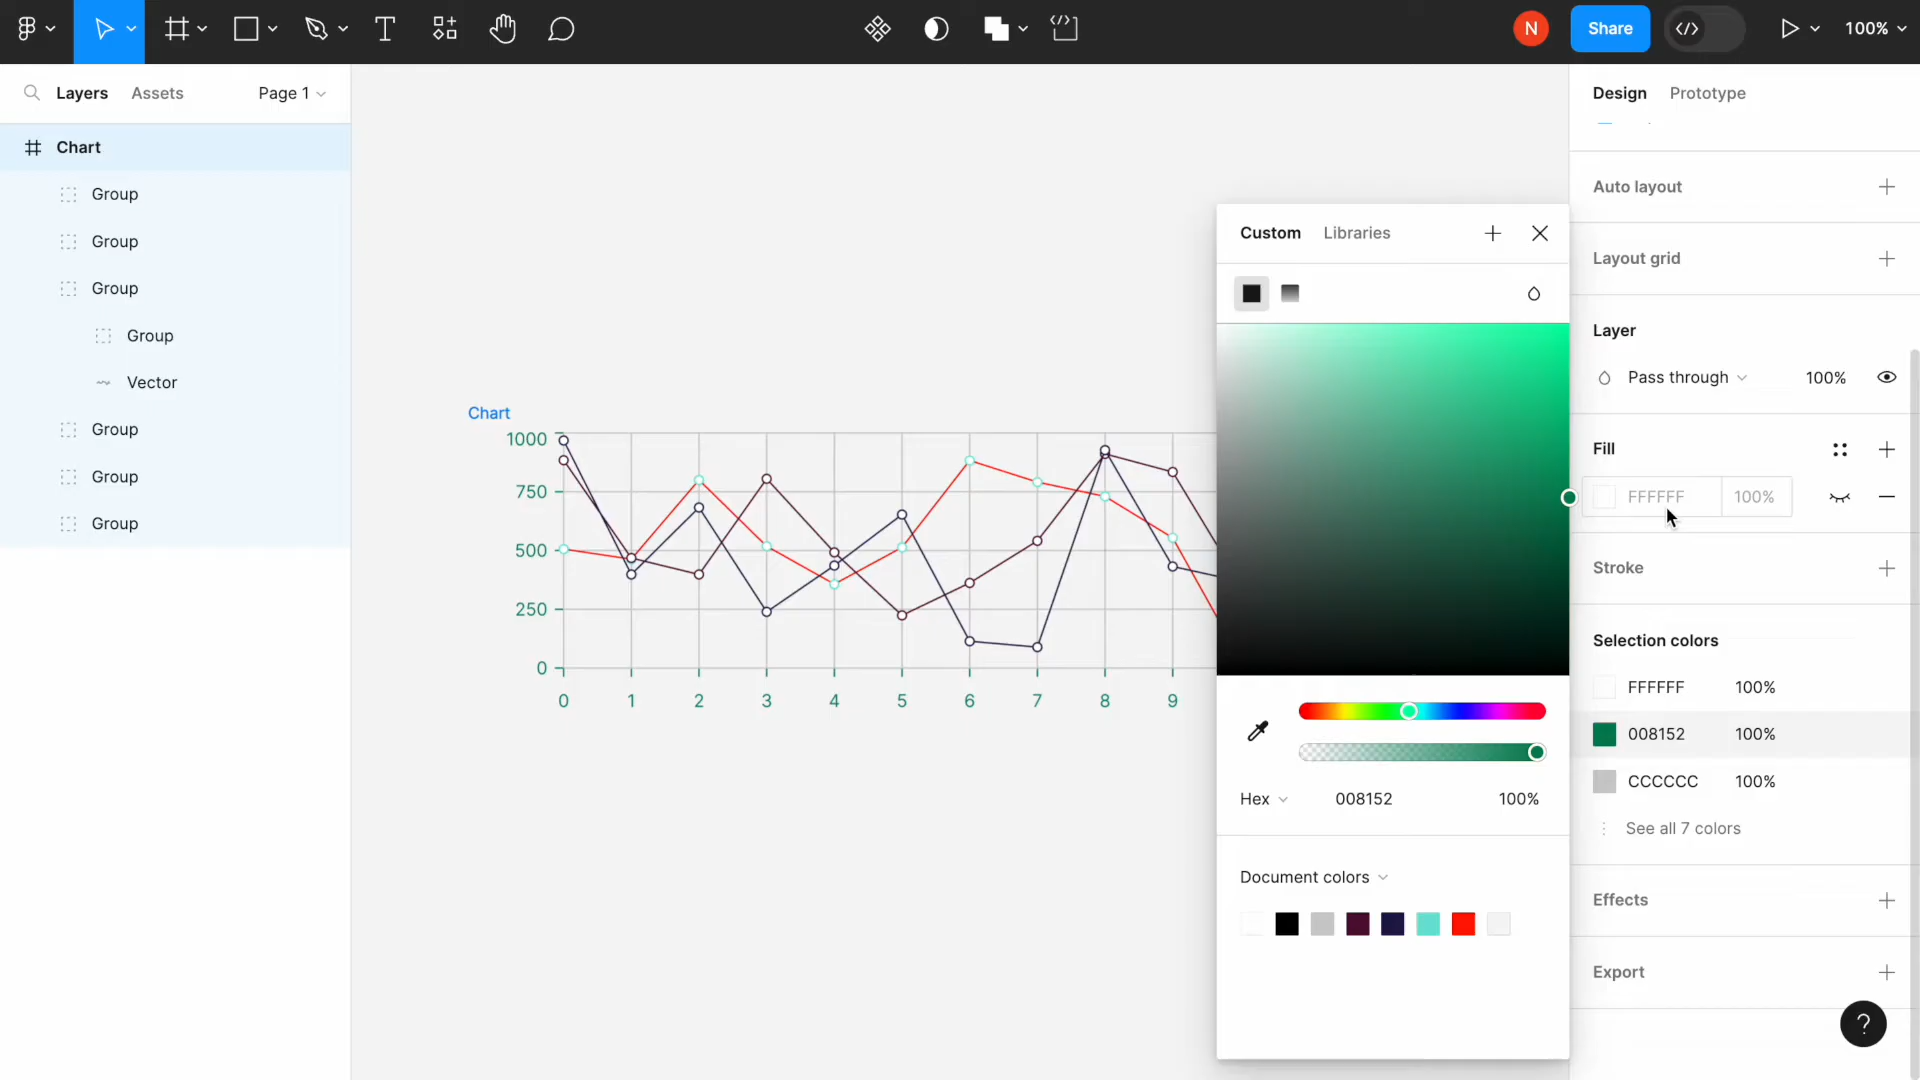 N
Share
100%
Layers
Assets
Page 1
Design
Prototype
Chart
Group
Group
Group
Group
Vector
Group
Group
Group
Chart
1000
750
500
250
0
0 1 2 3 4 5 6 7 8 9
Custom
Libraries
Hex
008152
100%
Document colors
Auto layout
Layout grid
Layer
Pass through
100%
Fill
FFFFFF
100%
Stroke
Selection colors
FFFFFF 100%
008152 100%
CCCCCC 100%
See all 7 colors
Effects
Export
?